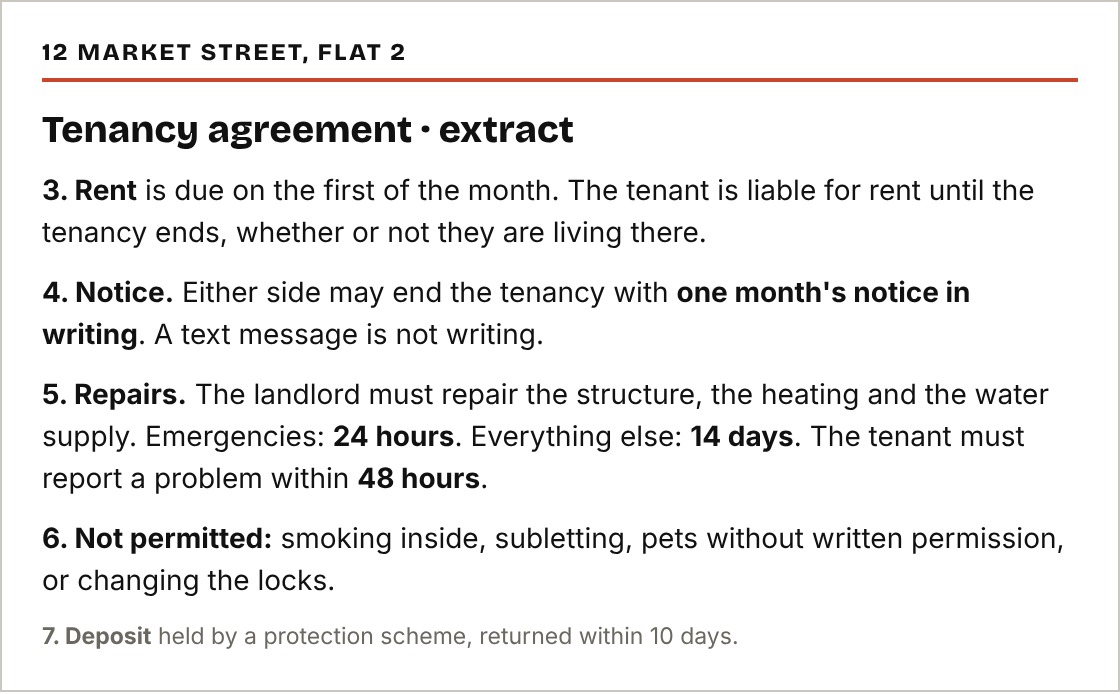 12 MARKET STREET, FLAT 2
Tenancy agreement · extract
3. Rent is due on the first of the month. The tenant is liable for rent until the
tenancy ends, whether or not they are living there.
4. Notice. Either side may end the tenancy with one month's notice in
writing. A text message is not writing.
5. Repairs. The landlord must repair the structure, the heating and the water
supply. Emergencies: 24 hours. Everything else: 14 days. The tenant must
report a problem within 48 hours.
6. Not permitted: smoking inside, subletting, pets without written permission,
or changing the locks.
7. Deposit held by a protection scheme, returned within 10 days.